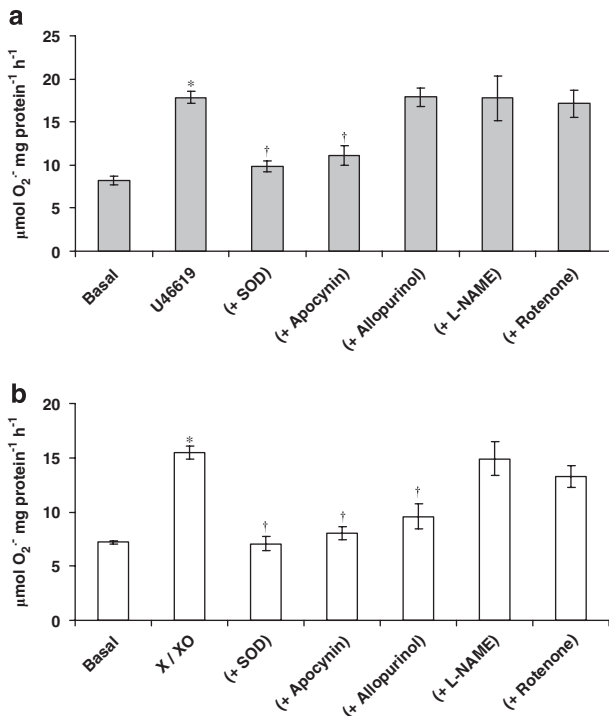 a
25
20
15
10
5
0
μmol O₂·- mg protein⁻¹ h⁻¹
*
†
†
Basal
U46619
(+ SOD)
(+ Apocynin)
(+ Allopurinol)
(+ L-NAME)
(+ Rotenone)
b
20
15
10
5
0
μmol O₂·- mg protein⁻¹ h⁻¹
*
†
†
†
Basal
X / XO
(+ SOD)
(+ Apocynin)
(+ Allopurinol)
(+ L-NAME)
(+ Rotenone)